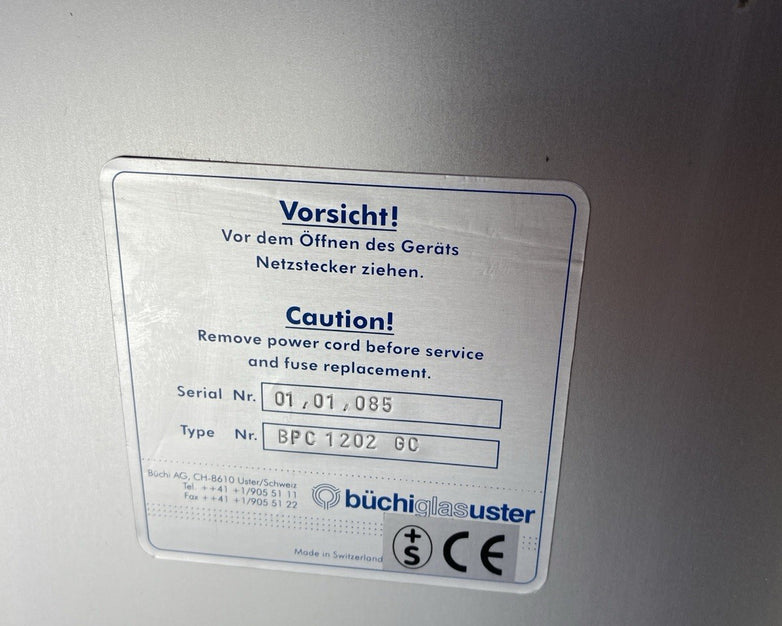 Vorsicht!
Vor dem Öffnen des Geräts
Netzstecker ziehen.
Caution!
Remove power cord before service
and fuse replacement.
Serial Nr. 01,01,085
Type Nr. BPC 1202 GC
Büchi AG, CH-8610 Uster/Schweiz
Tel. ++41 +1/905 51 11
Fax ++41 +1/905 51 22
büchiglasuster
Made in Switzerland
+S CE